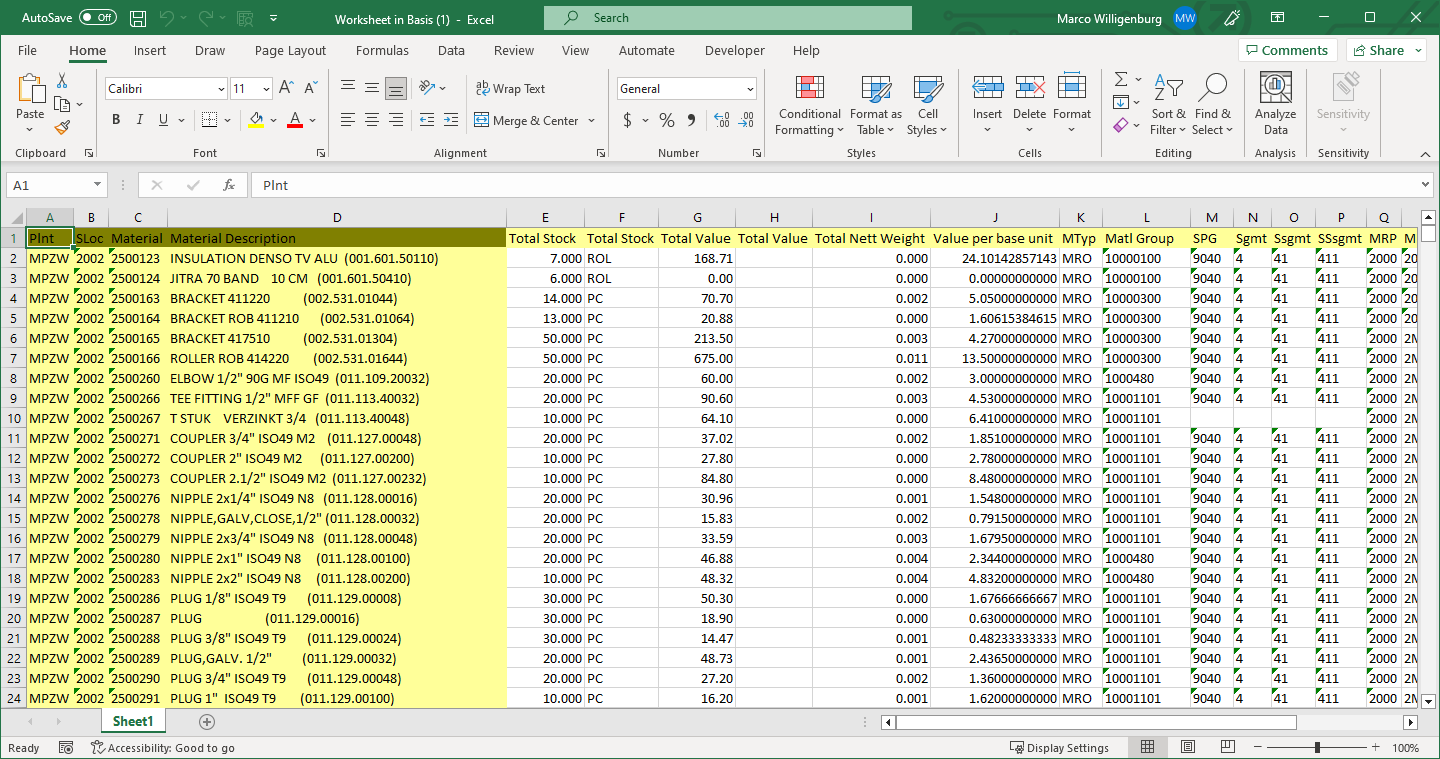 AutoSave Off Worksheet in Basis (1) - Excel Search Marco Willigenburg MW
File Home Insert Draw Page Layout Formulas Data Review View Automate Developer Help Comments Share
Paste Calibri 11 Wrap Text General Conditional Formatting Format as Table Cell Styles Insert Delete Format Sort & Filter Find & Select Analyze Data Sensitivity
B I U Merge & Center $ %
Clipboard Font Alignment Number Styles Cells Editing Analysis Sensitivity
A1 fx Plnt
A B C D E F G H I J K L M N O P Q
1 Plnt SLoc Material Material Description Total Stock Total Stock Total Value Total Value Total Nett Weight Value per base unit MTyp Matl Group SPG Sgmt Ssgmt SSsgmt MRP M
2 MPZW 2002 2500123 INSULATION DENSO TV ALU (001.601.50110) 7.000 ROL 168.71 0.000 24.10142857143 MRO 10000100 9040 4 41 411 2000 20
3 MPZW 2002 2500124 JITRA 70 BAND 10 CM (001.601.50410) 6.000 ROL 0.00 0.000 0.00000000000 MRO 10000100 9040 4 41 411 2000 20
4 MPZW 2002 2500163 BRACKET 411220 (002.531.01044) 14.000 PC 70.70 0.002 5.05000000000 MRO 10000300 9040 4 41 411 2000 20
5 MPZW 2002 2500164 BRACKET ROB 411210 (002.531.01064) 13.000 PC 20.88 0.000 1.60615384615 MRO 10000300 9040 4 41 411 2000 20
6 MPZW 2002 2500165 BRACKET 417510 (002.531.01304) 50.000 PC 213.50 0.003 4.27000000000 MRO 10000300 9040 4 41 411 2000 2M
7 MPZW 2002 2500166 ROLLER ROB 414220 (002.531.01644) 50.000 PC 675.00 0.011 13.50000000000 MRO 10000300 9040 4 41 411 2000 2M
8 MPZW 2002 2500260 ELBOW 1/2" 90G MF ISO49 (011.109.20032) 20.000 PC 60.00 0.002 3.00000000000 MRO 1000480 9040 4 41 411 2000 2M
9 MPZW 2002 2500266 TEE FITTING 1/2" MFF GF (011.113.40032) 20.000 PC 90.60 0.003 4.53000000000 MRO 10001101 9040 4 41 411 2000 2M
10 MPZW 2002 2500267 T STUK VERZINKT 3/4 (011.113.40048) 10.000 PC 64.10 0.000 6.41000000000 MRO 10001101 2000 2M
11 MPZW 2002 2500271 COUPLER 3/4" ISO49 M2 (011.127.00048) 20.000 PC 37.02 0.002 1.85100000000 MRO 10001101 9040 4 41 411 2000 2M
12 MPZW 2002 2500272 COUPLER 2" ISO49 M2 (011.127.00200) 10.000 PC 27.80 0.000 2.78000000000 MRO 10001101 9040 4 41 411 2000 2M
13 MPZW 2002 2500273 COUPLER 2.1/2" ISO49 M2 (011.127.00232) 10.000 PC 84.80 0.000 8.48000000000 MRO 10001101 9040 4 41 411 2000 2M
14 MPZW 2002 2500276 NIPPLE 2x1/4" ISO49 N8 (011.128.00016) 20.000 PC 30.96 0.001 1.54800000000 MRO 10001101 9040 4 41 411 2000 2M
15 MPZW 2002 2500278 NIPPLE,GALV,CLOSE,1/2" (011.128.00032) 20.000 PC 15.83 0.002 0.79150000000 MRO 10001101 9040 4 41 411 2000 2M
16 MPZW 2002 2500279 NIPPLE 2x3/4" ISO49 N8 (011.128.00048) 20.000 PC 33.59 0.003 1.67950000000 MRO 10001101 9040 4 41 411 2000 2M
17 MPZW 2002 2500280 NIPPLE 2x1" ISO49 N8 (011.128.00100) 20.000 PC 46.88 0.004 2.34400000000 MRO 1000480 9040 4 41 411 2000 2M
18 MPZW 2002 2500283 NIPPLE 2x2" ISO49 N8 (011.128.00200) 10.000 PC 48.32 0.004 4.83200000000 MRO 1000480 9040 4 41 411 2000 2M
19 MPZW 2002 2500286 PLUG 1/8" ISO49 T9 (011.129.00008) 30.000 PC 50.30 0.000 1.67666666667 MRO 10001101 9040 4 41 411 2000 2M
20 MPZW 2002 2500287 PLUG (011.129.00016) 30.000 PC 18.90 0.000 0.63000000000 MRO 10001101 9040 4 41 411 2000 2M
21 MPZW 2002 2500288 PLUG 3/8" ISO49 T9 (011.129.00024) 30.000 PC 14.47 0.001 0.48233333333 MRO 10001101 9040 4 41 411 2000 2M
22 MPZW 2002 2500289 PLUG,GALV. 1/2" (011.129.00032) 20.000 PC 48.73 0.001 2.43650000000 MRO 10001101 9040 4 41 411 2000 2M
23 MPZW 2002 2500290 PLUG 3/4" ISO49 T9 (011.129.00048) 20.000 PC 27.20 0.002 1.36000000000 MRO 10001101 9040 4 41 411 2000 2M
24 MPZW 2002 2500291 PLUG 1" ISO49 T9 (011.129.00100) 10.000 PC 16.20 0.001 1.62000000000 MRO 10001101 9040 4 41 411 2000 2M
Sheet1
Ready Accessibility: Good to go Display Settings 100%